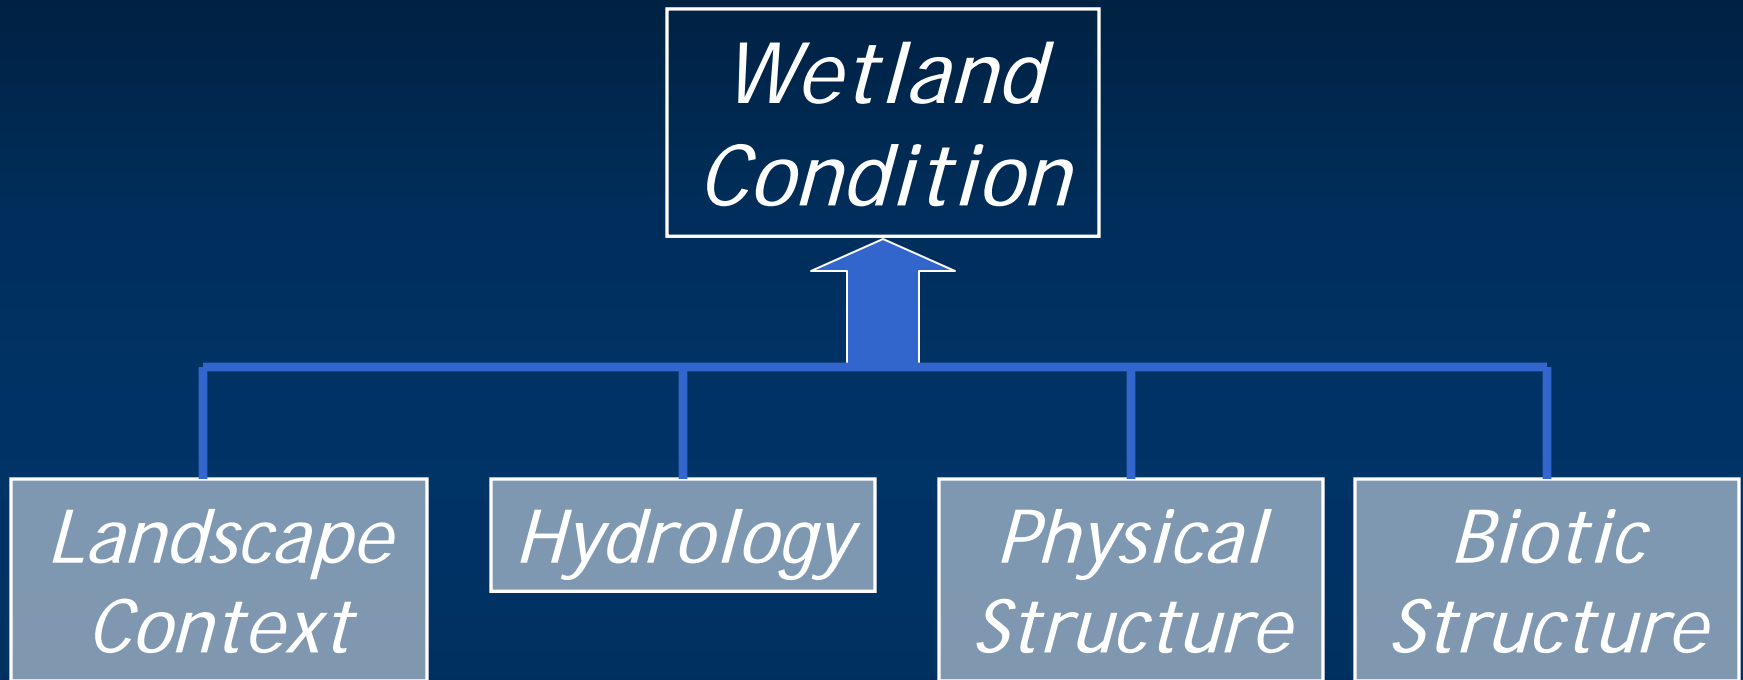 Wetland
Condition
Landscape
Context
Hydrology
Physical
Structure
Biotic
Structure